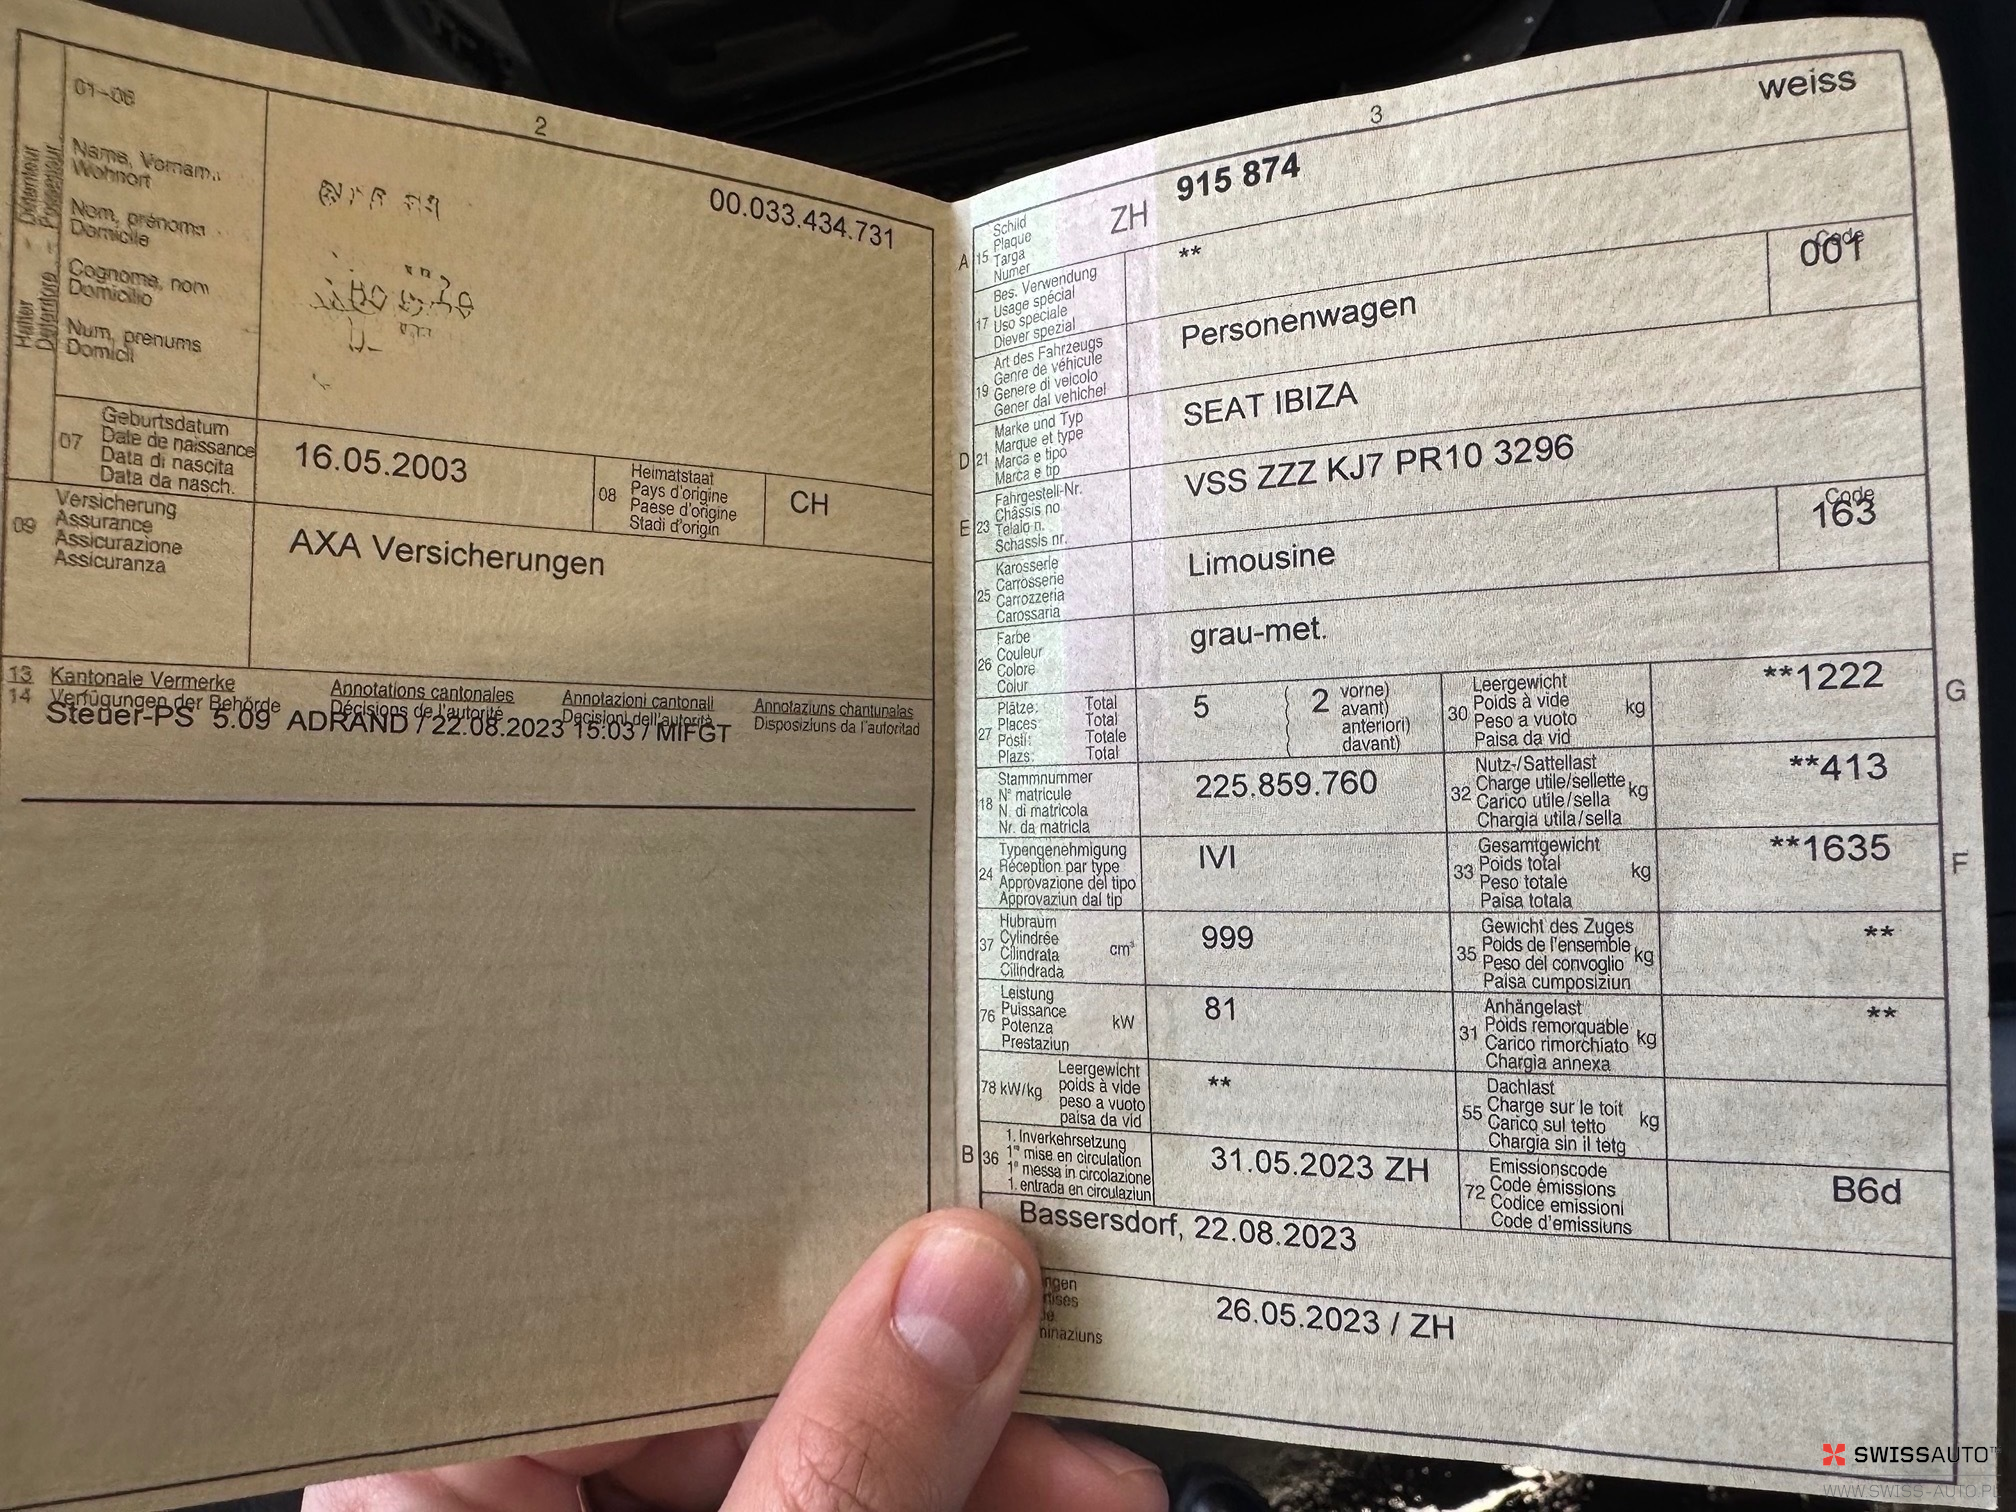 2
01-06
Name, Vornam.,
Wohnort
Nom, prénoms
Domicile
Cognome, nom
Domicilio
Num, prenums
Domicil
00.033.434.731
07
Geburtsdatum
Date de naissance
Data di nascita
Data da nasch.
16.05.2003
08
Heimatstaat
Pays d'origine
Paese d'origine
Stadi d'origin
CH
09
Versicherung
Assurance
Assicurazione
Assicuranza
AXA Versicherungen
13 Kantonale Vermerke Annotations cantonales Annotazioni cantonali Annotaziuns chantunalas
14 Verfügungen der Behörde Décisions de l'autorité Decisioni dell'autorità Disposiziuns da l'autoritad
Steuer-PS 5.09 ADRAND / 22.08.2023 15:03 / MIFGT
3
weiss
A 15
Schild
Plaque
Targa
Numer
ZH 915 874
17
Bes. Verwendung
Usage spécial
Uso speciale
Diever spezial
**
19
Art des Fahrzeugs
Genre de véhicule
Genere di veicolo
Gener dal vehichel
Personenwagen
Code
001
D 21
Marke und Typ
Marque et type
Marca e tipo
Marca e tip
SEAT IBIZA
E 23
Fahrgestell-Nr.
Châssis no
Telaio n.
Schassis nr.
VSS ZZZ KJ7 PR10 3296
25
Karosserie
Carrosserie
Carrozzeria
Carossaria
Limousine
Code
163
26
Farbe
Couleur
Colore
Colur
grau-met.
27
Plätze: Total
Places: Total
Posti: Totale
Plazs: Total
5
2
vorne)
avant)
anteriori)
davant)
30
Leergewicht
Poids à vide
Peso a vuoto
Paisa da vid
kg
**1222
G
18
Stammnummer
N° matricule
N. di matricola
Nr. da matricla
225.859.760
32
Nutz-/Sattellast
Charge utile/sellette
Carico utile/sella
Chargia utila/sella
kg
**413
24
Typengenehmigung
Réception par type
Approvazione del tipo
Approvaziun dal tip
IVI
33
Gesamtgewicht
Poids total
Peso totale
Paisa totala
kg
**1635
F
37
Hubraum
Cylindrée
Cilindrata
Cilindrada
cm³
999
35
Gewicht des Zuges
Poids de l'ensemble
Peso del convoglio
Paisa cumposiziun
kg
**
76
Leistung
Puissance
Potenza
Prestaziun
kW
81
31
Anhängelast
Poids remorquable
Carico rimorchiato
Chargia annexa
kg
**
78 kW/kg
Leergewicht
poids à vide
peso a vuoto
paisa da vid
**
55
Dachlast
Charge sur le toit
Carico sul tetto
Chargia sin il tetg
kg
B 36
1. Inverkehrsetzung
1re mise en circulation
1a messa in circolazione
1. entrada en circulaziun
31.05.2023 ZH
72
Emissionscode
Code émissions
Codice emissioni
Code d'emissiuns
B6d
Bassersdorf, 22.08.2023
26.05.2023 / ZH
SWISSAUTO
WWW.SWISS-AUTO.PL